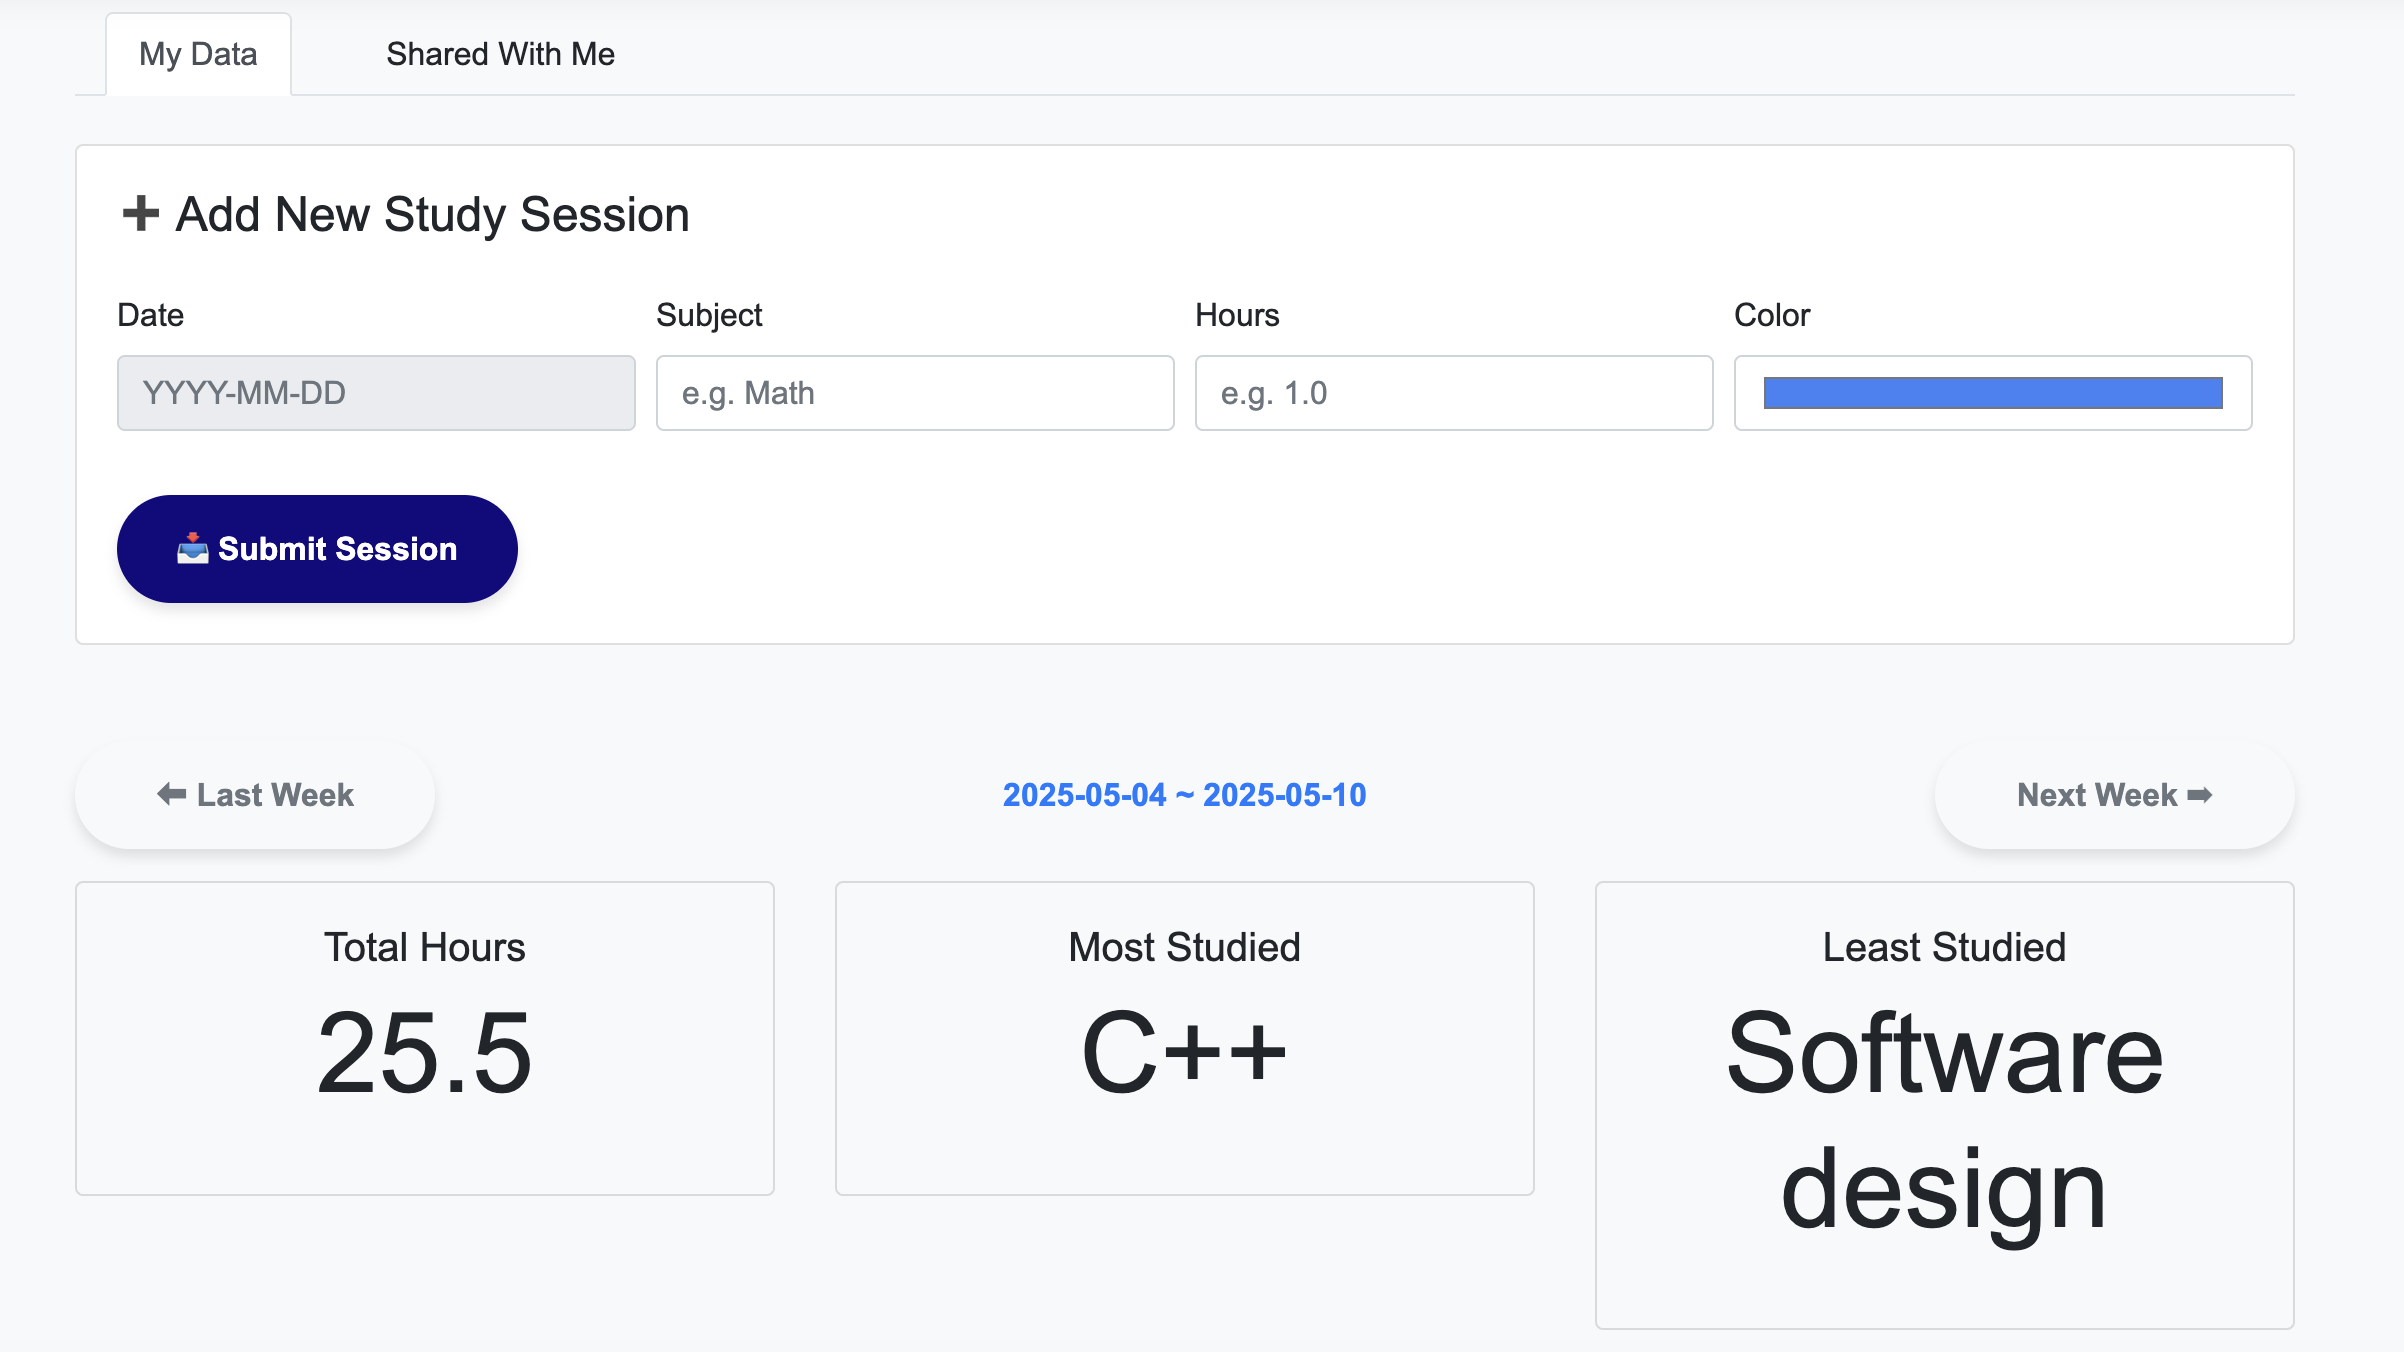 My Data Shared With Me
➕ Add New Study Session
Date Subject Hours Color
YYYY-MM-DD e.g. Math e.g. 1.0
📥 Submit Session
⬅ Last Week 2025-05-04 ~ 2025-05-10 Next Week ➡
Total Hours Most Studied Least Studied
25.5 C++ Software
design